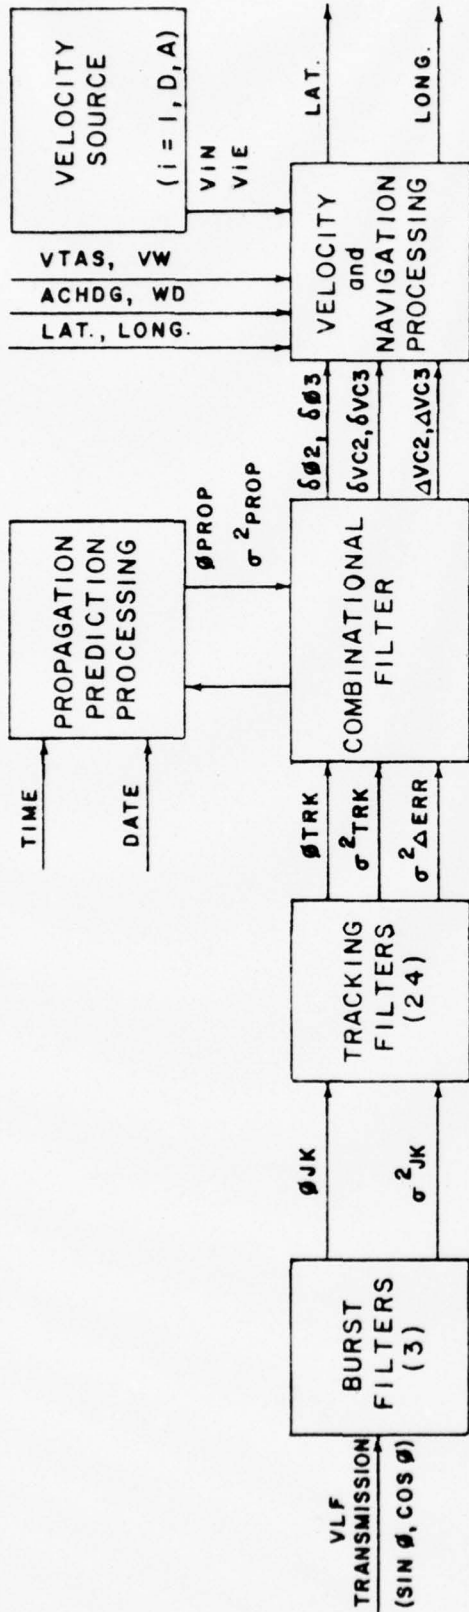 VLF
TRANSMISSION
(SIN ø, COS ø)
BURST
FILTERS
(3)
øJK
σ²JK
TRACKING
FILTERS
(24)
øTRK
σ²TRK
σ²ΔERR
TIME
DATE
PROPAGATION
PREDICTION
PROCESSING
øPROP
σ²PROP
COMBINATIONAL
FILTER
δø2, δø3
δVC2, δVC3
ΔVC2, ΔVC3
LAT., LONG.
ACHDG, WD
VTAS, VW
VELOCITY
SOURCE
(i = I, D, A)
ViN
ViE
VELOCITY
and
NAVIGATION
PROCESSING
LAT.
LONG.